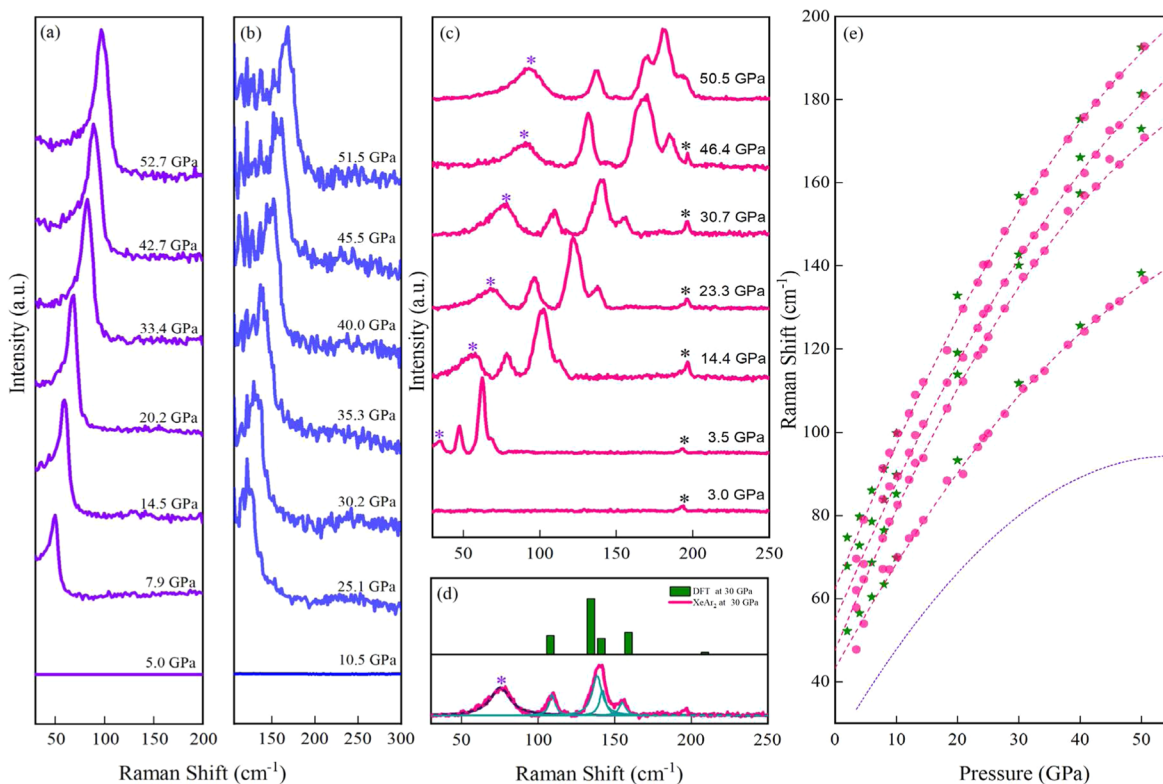 (a)
52.7 GPa
42.7 GPa
33.4 GPa
20.2 GPa
14.5 GPa
7.9 GPa
5.0 GPa
50
100
150
200
Intensity (a.u.)
(b)
51.5 GPa
45.5 GPa
40.0 GPa
35.3 GPa
30.2 GPa
25.1 GPa
10.5 GPa
150
200
250
300
Raman Shift (cm⁻¹)
(c)
*
50.5 GPa
*
*
46.4 GPa
*
*
30.7 GPa
*
*
23.3 GPa
*
*
14.4 GPa
*
*
3.5 GPa
*
*
3.0 GPa
50
100
150
200
250
Intensity (a.u.)
(d)
DFT at 30 GPa
XeAr₂ at 30 GPa
*
50
100
150
200
250
Raman Shift (cm⁻¹)
(e)
200
180
160
140
120
100
80
60
40
Raman Shift (cm⁻¹)
0
10
20
30
40
50
Pressure (GPa)